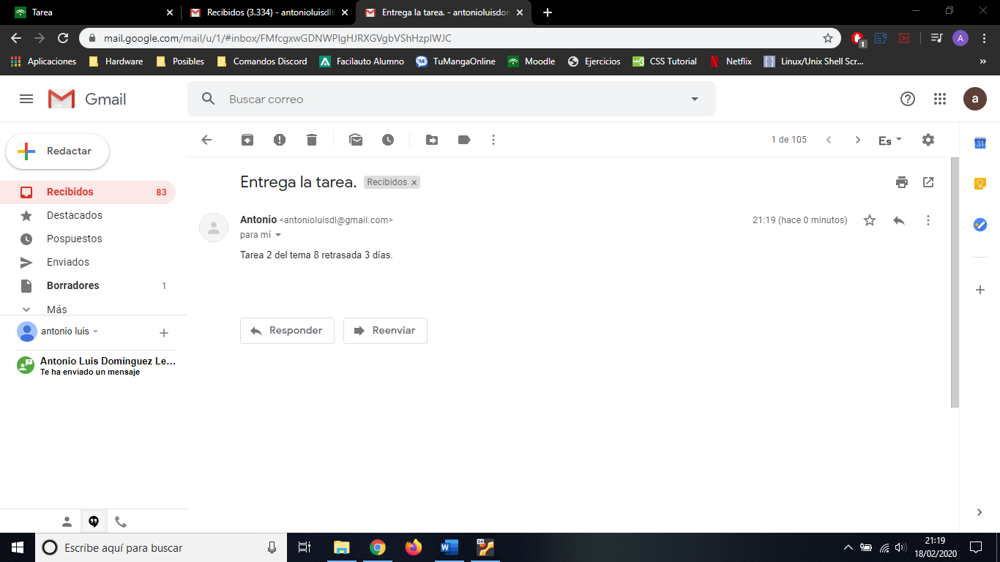 Tarea
Recibidos (3.334) - antonioluisdl@
Entrega la tarea. - antonioluisdon
mail.google.com/mail/u/1/#inbox/FMfcgxwGDNWPlgHJRXGVgbVShHzplWJC
1
A
Aplicaciones
Hardware
Posibles
Comandos Discord
Facilauto Alumno
TuMangaOnline
Moodle
Ejercicios
CSS Tutorial
Netflix
Linux/Unix Shell Scr...
Gmail
Buscar correo
a
Redactar
1 de 105
Es
31
Recibidos 83
Destacados
Pospuestos
Enviados
Borradores 1
Más
Entrega la tarea. Recibidos x
Antonio <antonioluisdl@gmail.com>
21:19 (hace 0 minutos)
para mí
Tarea 2 del tema 8 retrasada 3 días.
Responder
Reenviar
antonio luis
Antonio Luis Domínguez Le...
Te ha enviado un mensaje
Escribe aquí para buscar
21:19
18/02/2020